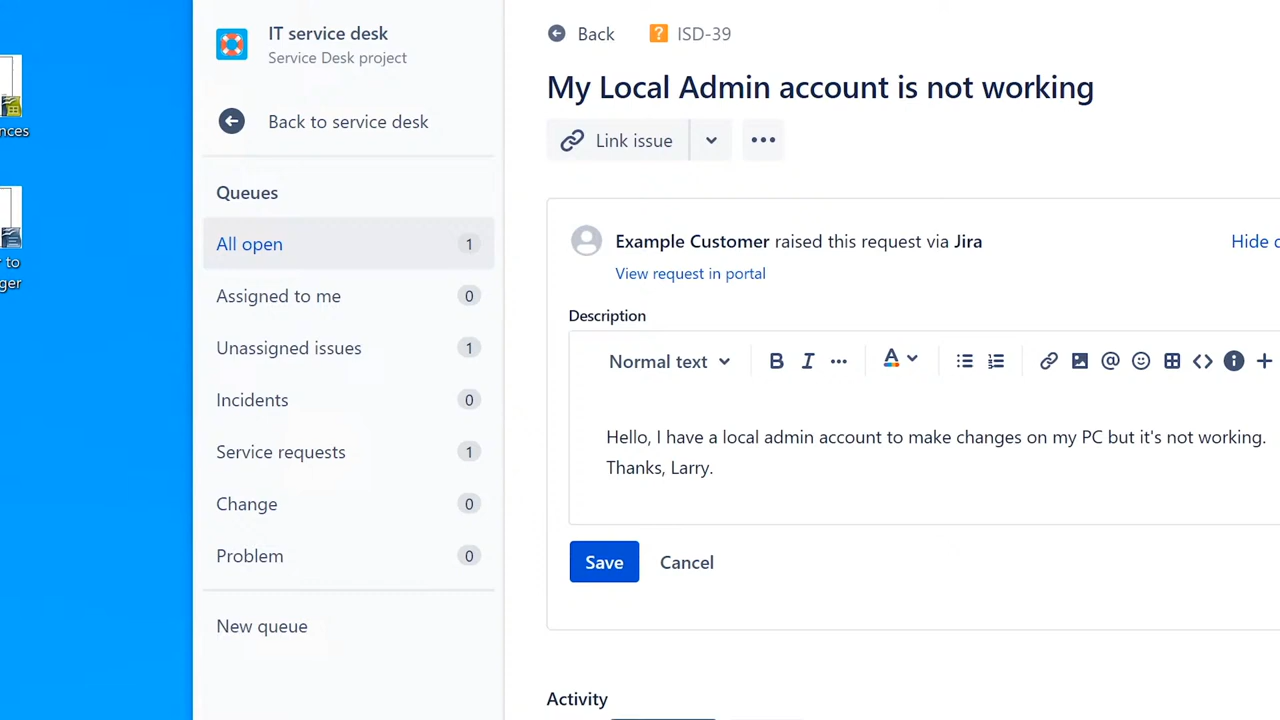 nces
r to
ger
IT service desk
Service Desk project
Back to service desk
Queues
All open 1
Assigned to me 0
Unassigned issues 1
Incidents 0
Service requests 1
Change 0
Problem 0
New queue
Back ISD-39
My Local Admin account is not working
Link issue
Example Customer raised this request via Jira
Hide
View request in portal
Description
Normal text B I A
Hello, I have a local admin account to make changes on my PC but it's not working.
Thanks, Larry.
Save Cancel
Activity